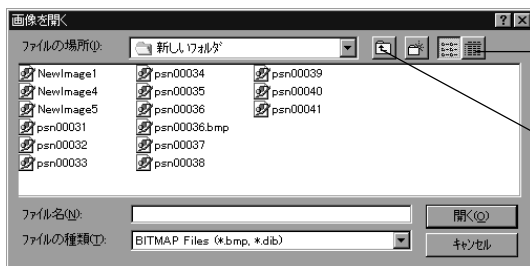 画像を開く
ファイルの場所(I): 新しいフォルダ
NewImage1 psn00034 psn00039
NewImage4 psn00035 psn00040
NewImage5 psn00036 psn00041
psn00031 psn00036.bmp
psn00032 psn00037
psn00033 psn00038
ファイル名(N): 開く(O)
ファイルの種類(T): BITMAP Files (*.bmp, *.dib) キャンセル